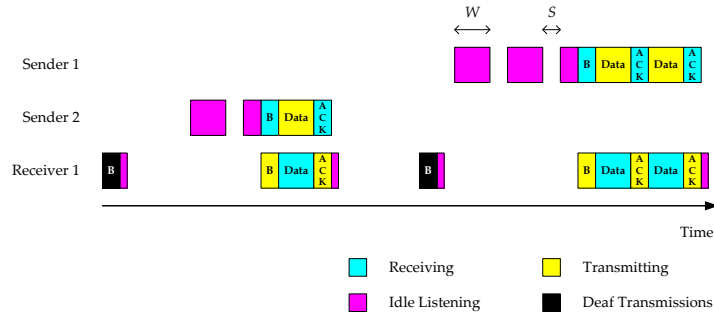 W S
Sender 1 B Data A C K Data A C K
Sender 2 B Data A C K
Receiver 1 B B Data A C K B B Data A C K Data A C K
Time
Receiving Transmitting
Idle Listening Deaf Transmissions